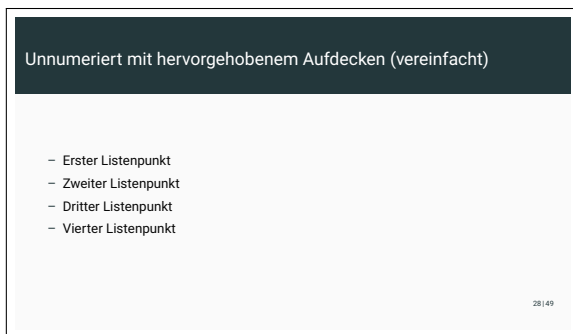 Unnumeriert mit hervorgehobenem Aufdecken (vereinfacht)
– Erster Listenpunkt
– Zweiter Listenpunkt
– Dritter Listenpunkt
– Vierter Listenpunkt
28|49